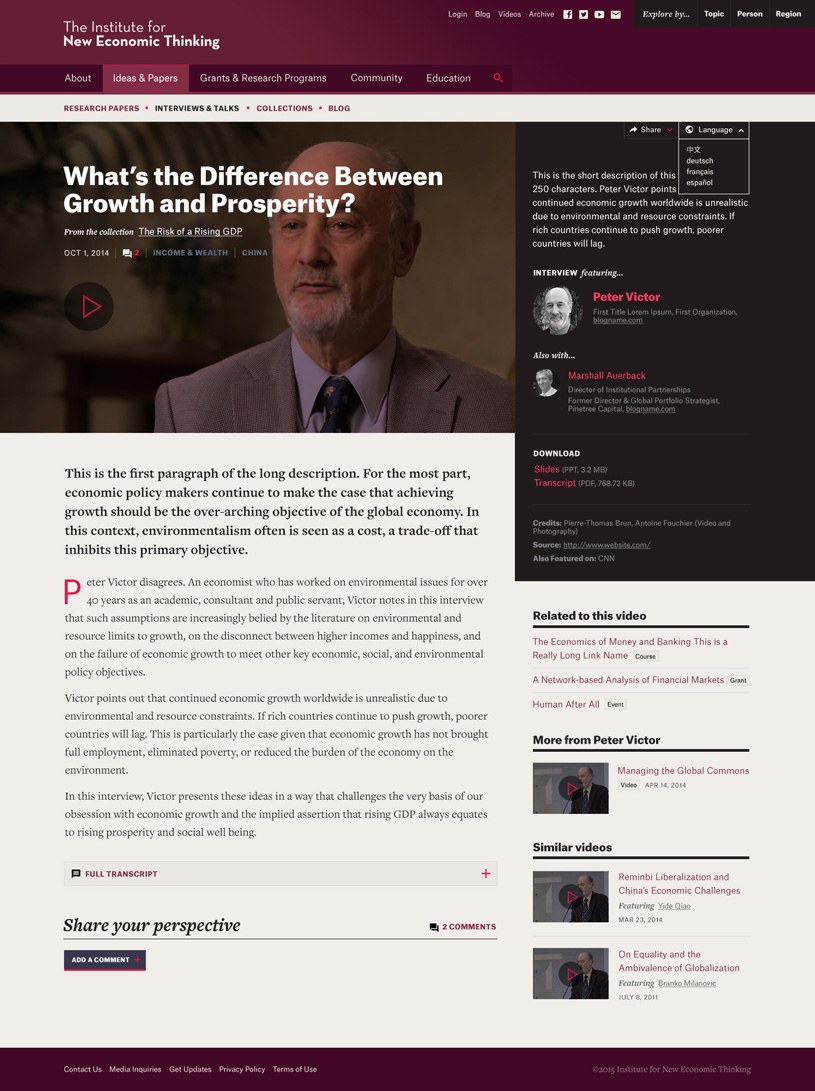 The Institute for
New Economic Thinking
Login Blog Videos Archive
Explore by... Topic Person Region
About Ideas & Papers Grants & Research Programs Community Education
RESEARCH PAPERS • INTERVIEWS & TALKS • COLLECTIONS • BLOG
What's the Difference Between
Growth and Prosperity?
From the collection The Risk of a Rising GDP
OCT 1, 2014 2 INCOME & WEALTH CHINA
Share Language
中文
deutsch
français
español
This is the short description of this
250 characters. Peter Victor points
continued economic growth worldwide is unrealistic
due to environmental and resource constraints. If
rich countries continue to push growth, poorer
countries will lag.
INTERVIEW featuring...
Peter Victor
First Title Lorem Ipsum, First Organization,
blogname.com
Also with...
Marshall Auerback
Director of Institutional Partnerships
Former Director & Global Portfolio Strategist,
Pinetree Capital, blogname.com
DOWNLOAD
Slides (PPT, 3.2 MB)
Transcript (PDF, 768.73 KB)
Credits: Pierre-Thomas Brun, Antoine Fouchier (Video and
Photography)
Source: http://www.website.com/
Also Featured on: CNN
This is the first paragraph of the long description. For the most part,
economic policy makers continue to make the case that achieving
growth should be the over-arching objective of the global economy. In
this context, environmentalism often is seen as a cost, a trade-off that
inhibits this primary objective.
Peter Victor disagrees. An economist who has worked on environmental issues for over
40 years as an academic, consultant and public servant, Victor notes in this interview
that such assumptions are increasingly belied by the literature on environmental and
resource limits to growth, on the disconnect between higher incomes and happiness, and
on the failure of economic growth to meet other key economic, social, and environmental
policy objectives.
Victor points out that continued economic growth worldwide is unrealistic due to
environmental and resource constraints. If rich countries continue to push growth, poorer
countries will lag. This is particularly the case given that economic growth has not brought
full employment, eliminated poverty, or reduced the burden of the economy on the
environment.
In this interview, Victor presents these ideas in a way that challenges the very basis of our
obsession with economic growth and the implied assertion that rising GDP always equates
to rising prosperity and social well being.
FULL TRANSCRIPT +
Share your perspective
2 COMMENTS
ADD A COMMENT +
Related to this video
The Economics of Money and Banking This is a
Really Long Link Name Course
A Network-based Analysis of Financial Markets Grant
Human After All Event
More from Peter Victor
Managing the Global Commons
Video APR 14, 2014
Similar videos
Reminbi Liberalization and
China's Economic Challenges
Featuring Yide Qiao
MAR 23, 2014
On Equality and the
Ambivalence of Globalization
Featuring Branko Milanovic
JULY 8, 2011
Contact Us Media Inquiries Get Updates Privacy Policy Terms of Use
©2015 Institute for New Economic Thinking